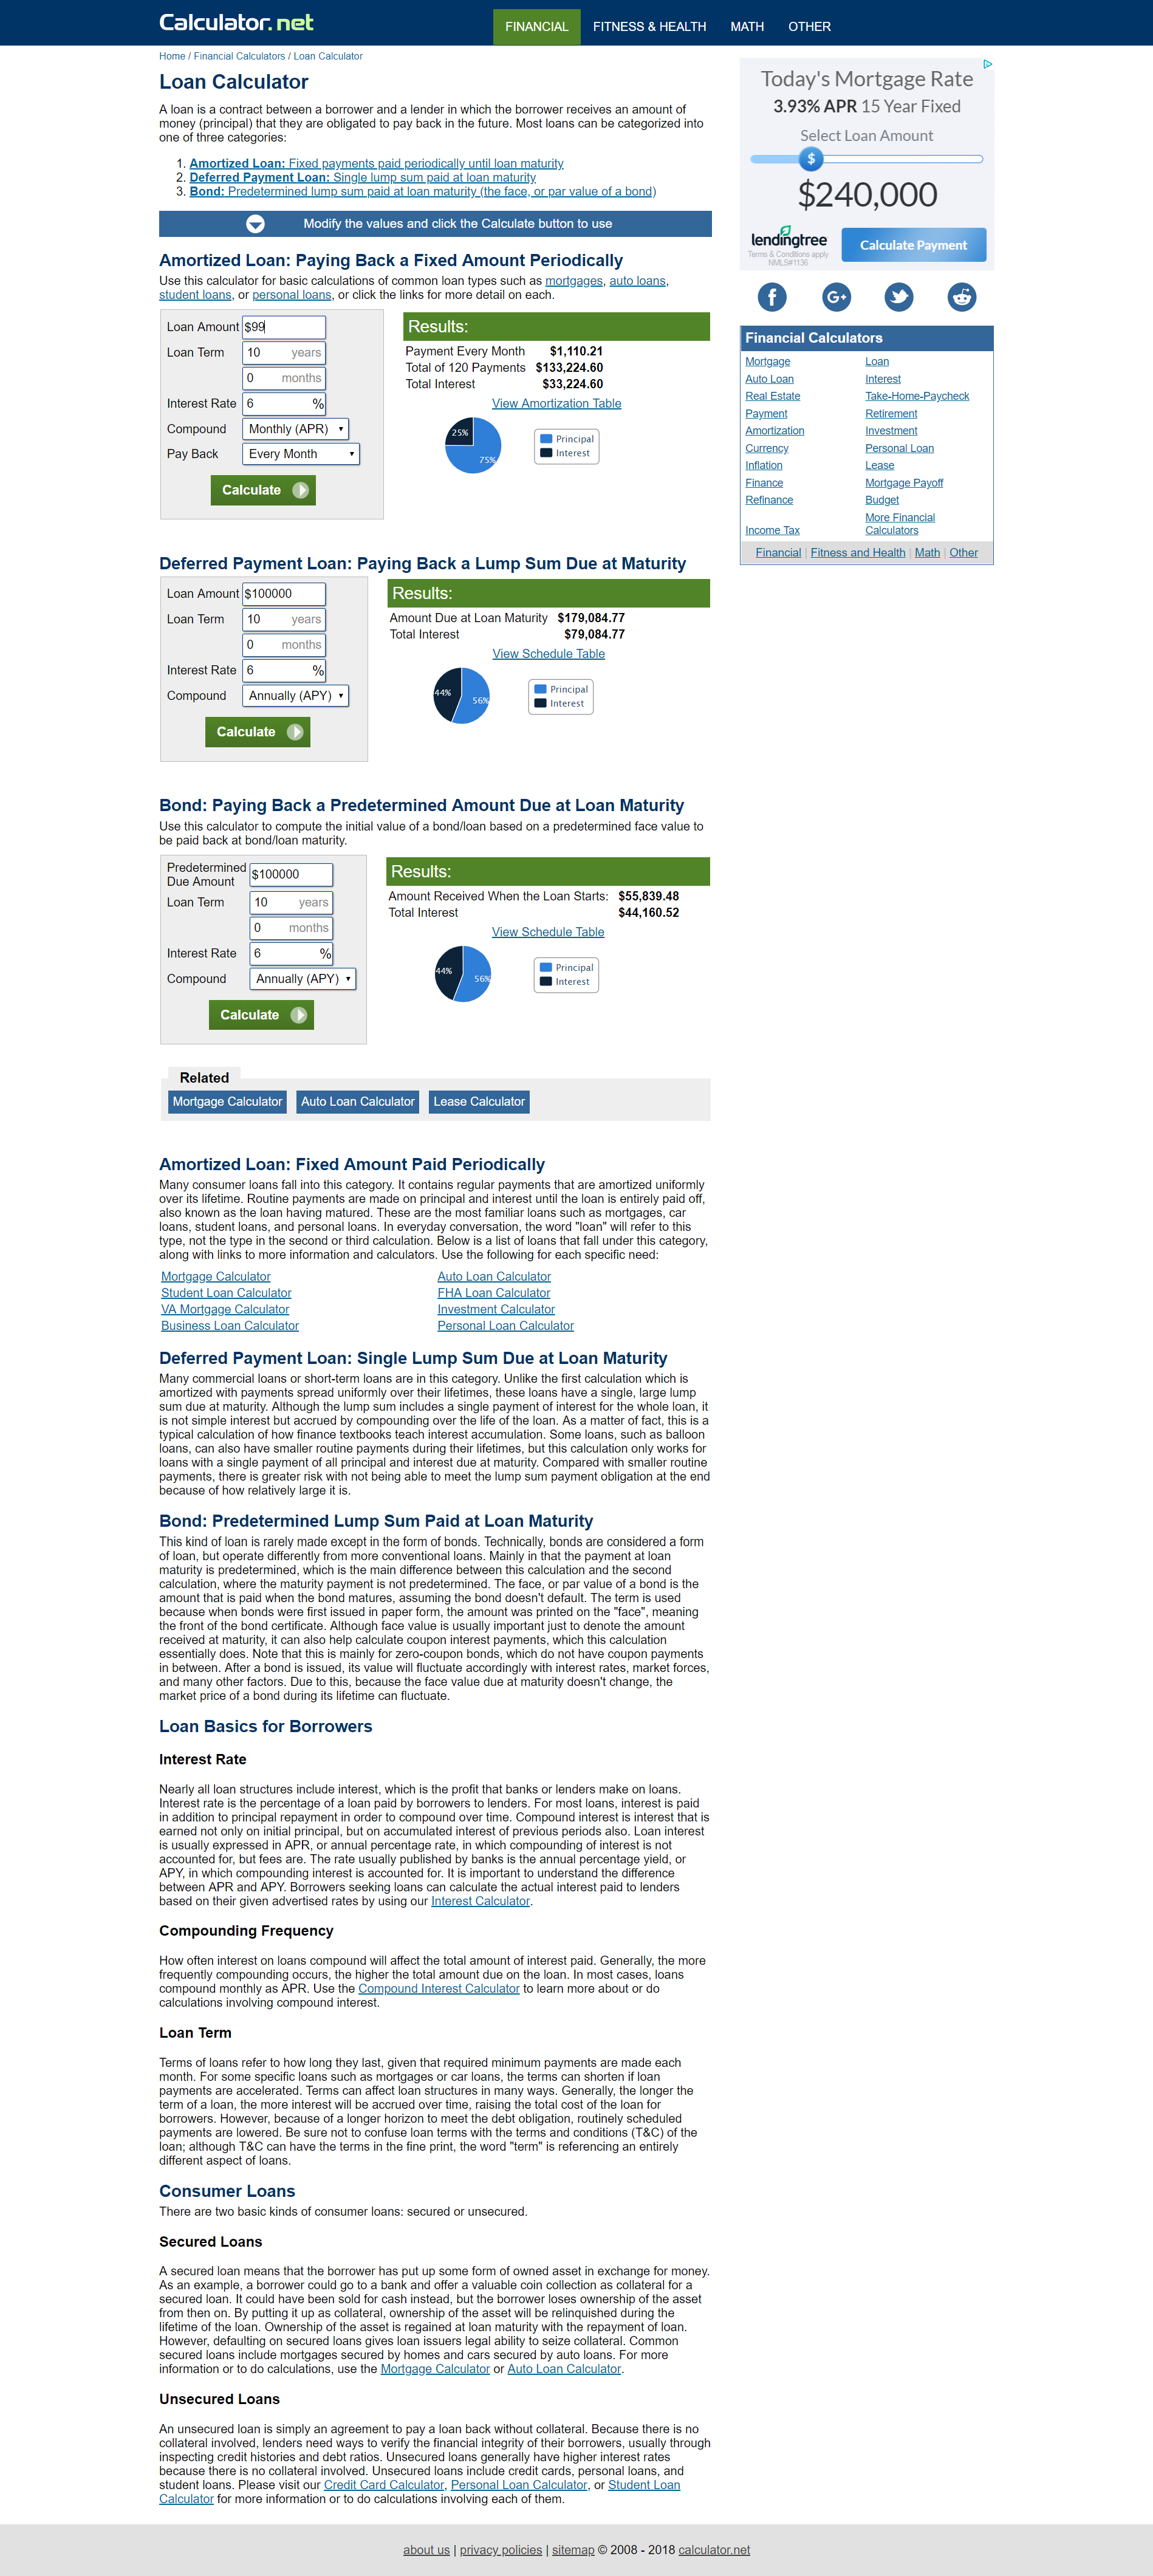 Calculator.net
FINANCIAL FITNESS & HEALTH MATH OTHER
Home / Financial Calculators / Loan Calculator
Loan Calculator
A loan is a contract between a borrower and a lender in which the borrower receives an amount of
money (principal) that they are obligated to pay back in the future. Most loans can be categorized into
one of three categories:
1. Amortized Loan: Fixed payments paid periodically until loan maturity
2. Deferred Payment Loan: Single lump sum paid at loan maturity
3. Bond: Predetermined lump sum paid at loan maturity (the face, or par value of a bond)
Modify the values and click the Calculate button to use
Amortized Loan: Paying Back a Fixed Amount Periodically
Use this calculator for basic calculations of common loan types such as mortgages, auto loans,
student loans, or personal loans, or click the links for more detail on each.
Loan Amount $99
Loan Term 10 years
0 months
Interest Rate 6 %
Compound Monthly (APR)
Pay Back Every Month
Calculate
Results:
Payment Every Month $1,110.21
Total of 120 Payments $133,224.60
Total Interest $33,224.60
View Amortization Table
25%
75%
Principal
Interest
Deferred Payment Loan: Paying Back a Lump Sum Due at Maturity
Loan Amount $100000
Loan Term 10 years
0 months
Interest Rate 6 %
Compound Annually (APY)
Calculate
Results:
Amount Due at Loan Maturity $179,084.77
Total Interest $79,084.77
View Schedule Table
44%
56%
Principal
Interest
Bond: Paying Back a Predetermined Amount Due at Loan Maturity
Use this calculator to compute the initial value of a bond/loan based on a predetermined face value to
be paid back at bond/loan maturity.
Predetermined
Due Amount $100000
Loan Term 10 years
0 months
Interest Rate 6 %
Compound Annually (APY)
Calculate
Results:
Amount Received When the Loan Starts: $55,839.48
Total Interest $44,160.52
View Schedule Table
44%
56%
Principal
Interest
Related
Mortgage Calculator Auto Loan Calculator Lease Calculator
Amortized Loan: Fixed Amount Paid Periodically
Many consumer loans fall into this category. It contains regular payments that are amortized uniformly
over its lifetime. Routine payments are made on principal and interest until the loan is entirely paid off,
also known as the loan having matured. These are the most familiar loans such as mortgages, car
loans, student loans, and personal loans. In everyday conversation, the word "loan" will refer to this
type, not the type in the second or third calculation. Below is a list of loans that fall under this category,
along with links to more information and calculators. Use the following for each specific need:
Mortgage Calculator Auto Loan Calculator
Student Loan Calculator FHA Loan Calculator
VA Mortgage Calculator Investment Calculator
Business Loan Calculator Personal Loan Calculator
Deferred Payment Loan: Single Lump Sum Due at Loan Maturity
Many commercial loans or short-term loans are in this category. Unlike the first calculation which is
amortized with payments spread uniformly over their lifetimes, these loans have a single, large lump
sum due at maturity. Although the lump sum includes a single payment of interest for the whole loan, it
is not simple interest but accrued by compounding over the life of the loan. As a matter of fact, this is a
typical calculation of how finance textbooks teach interest accumulation. Some loans, such as balloon
loans, can also have smaller routine payments during their lifetimes, but this calculation only works for
loans with a single payment of all principal and interest due at maturity. Compared with smaller routine
payments, there is greater risk with not being able to meet the lump sum payment obligation at the end
because of how relatively large it is.
Bond: Predetermined Lump Sum Paid at Loan Maturity
This kind of loan is rarely made except in the form of bonds. Technically, bonds are considered a form
of loan, but operate differently from more conventional loans. Mainly in that the payment at loan
maturity is predetermined, which is the main difference between this calculation and the second
calculation, where the maturity payment is not predetermined. The face, or par value of a bond is the
amount that is paid when the bond matures, assuming the bond doesn't default. The term is used
because when bonds were first issued in paper form, the amount was printed on the "face", meaning
the front of the bond certificate. Although face value is usually important just to denote the amount
received at maturity, it can also help calculate coupon interest payments, which this calculation
essentially does. Note that this is mainly for zero-coupon bonds, which do not have coupon payments
in between. After a bond is issued, its value will fluctuate accordingly with interest rates, market forces,
and many other factors. Due to this, because the face value due at maturity doesn't change, the
market price of a bond during its lifetime can fluctuate.
Loan Basics for Borrowers
Interest Rate
Nearly all loan structures include interest, which is the profit that banks or lenders make on loans.
Interest rate is the percentage of a loan paid by borrowers to lenders. For most loans, interest is paid
in addition to principal repayment in order to compound over time. Compound interest is interest that is
earned not only on initial principal, but on accumulated interest of previous periods also. Loan interest
is usually expressed in APR, or annual percentage rate, in which compounding of interest is not
accounted for, but fees are. The rate usually published by banks is the annual percentage yield, or
APY, in which compounding interest is accounted for. It is important to understand the difference
between APR and APY. Borrowers seeking loans can calculate the actual interest paid to lenders
based on their given advertised rates by using our Interest Calculator.
Compounding Frequency
How often interest on loans compound will affect the total amount of interest paid. Generally, the more
frequently compounding occurs, the higher the total amount due on the loan. In most cases, loans
compound monthly as APR. Use the Compound Interest Calculator to learn more about or do
calculations involving compound interest.
Loan Term
Terms of loans refer to how long they last, given that required minimum payments are made each
month. For some specific loans such as mortgages or car loans, the terms can shorten if loan
payments are accelerated. Terms can affect loan structures in many ways. Generally, the longer the
term of a loan, the more interest will be accrued over time, raising the total cost of the loan for
borrowers. However, because of a longer horizon to meet the debt obligation, routinely scheduled
payments are lowered. Be sure not to confuse loan terms with the terms and conditions (T&C) of the
loan; although T&C can have the terms in the fine print, the word "term" is referencing an entirely
different aspect of loans.
Consumer Loans
There are two basic kinds of consumer loans: secured or unsecured.
Secured Loans
A secured loan means that the borrower has put up some form of owned asset in exchange for money.
As an example, a borrower could go to a bank and offer a valuable coin collection as collateral for a
secured loan. It could have been sold for cash instead, but the borrower loses ownership of the asset
from then on. By putting it up as collateral, ownership of the asset will be relinquished during the
lifetime of the loan. Ownership of the asset is regained at loan maturity with the repayment of loan.
However, defaulting on secured loans gives loan issuers legal ability to seize collateral. Common
secured loans include mortgages secured by homes and cars secured by auto loans. For more
information or to do calculations, use the Mortgage Calculator or Auto Loan Calculator.
Unsecured Loans
An unsecured loan is simply an agreement to pay a loan back without collateral. Because there is no
collateral involved, lenders need ways to verify the financial integrity of their borrowers, usually through
inspecting credit histories and debt ratios. Unsecured loans generally have higher interest rates
because there is no collateral involved. Unsecured loans include credit cards, personal loans, and
student loans. Please visit our Credit Card Calculator, Personal Loan Calculator, or Student Loan
Calculator for more information or to do calculations involving each of them.
Today's Mortgage Rate
3.93% APR 15 Year Fixed
Select Loan Amount
$
$240,000
lendingtree
Terms & Conditions apply
NMLS#1136
Calculate Payment
f G+
Financial Calculators
Mortgage Loan
Auto Loan Interest
Real Estate Take-Home-Paycheck
Payment Retirement
Amortization Investment
Currency Personal Loan
Inflation Lease
Finance Mortgage Payoff
Refinance Budget
Income Tax More Financial
Calculators
Financial | Fitness and Health | Math | Other
about us | privacy policies | sitemap © 2008 - 2018 calculator.net